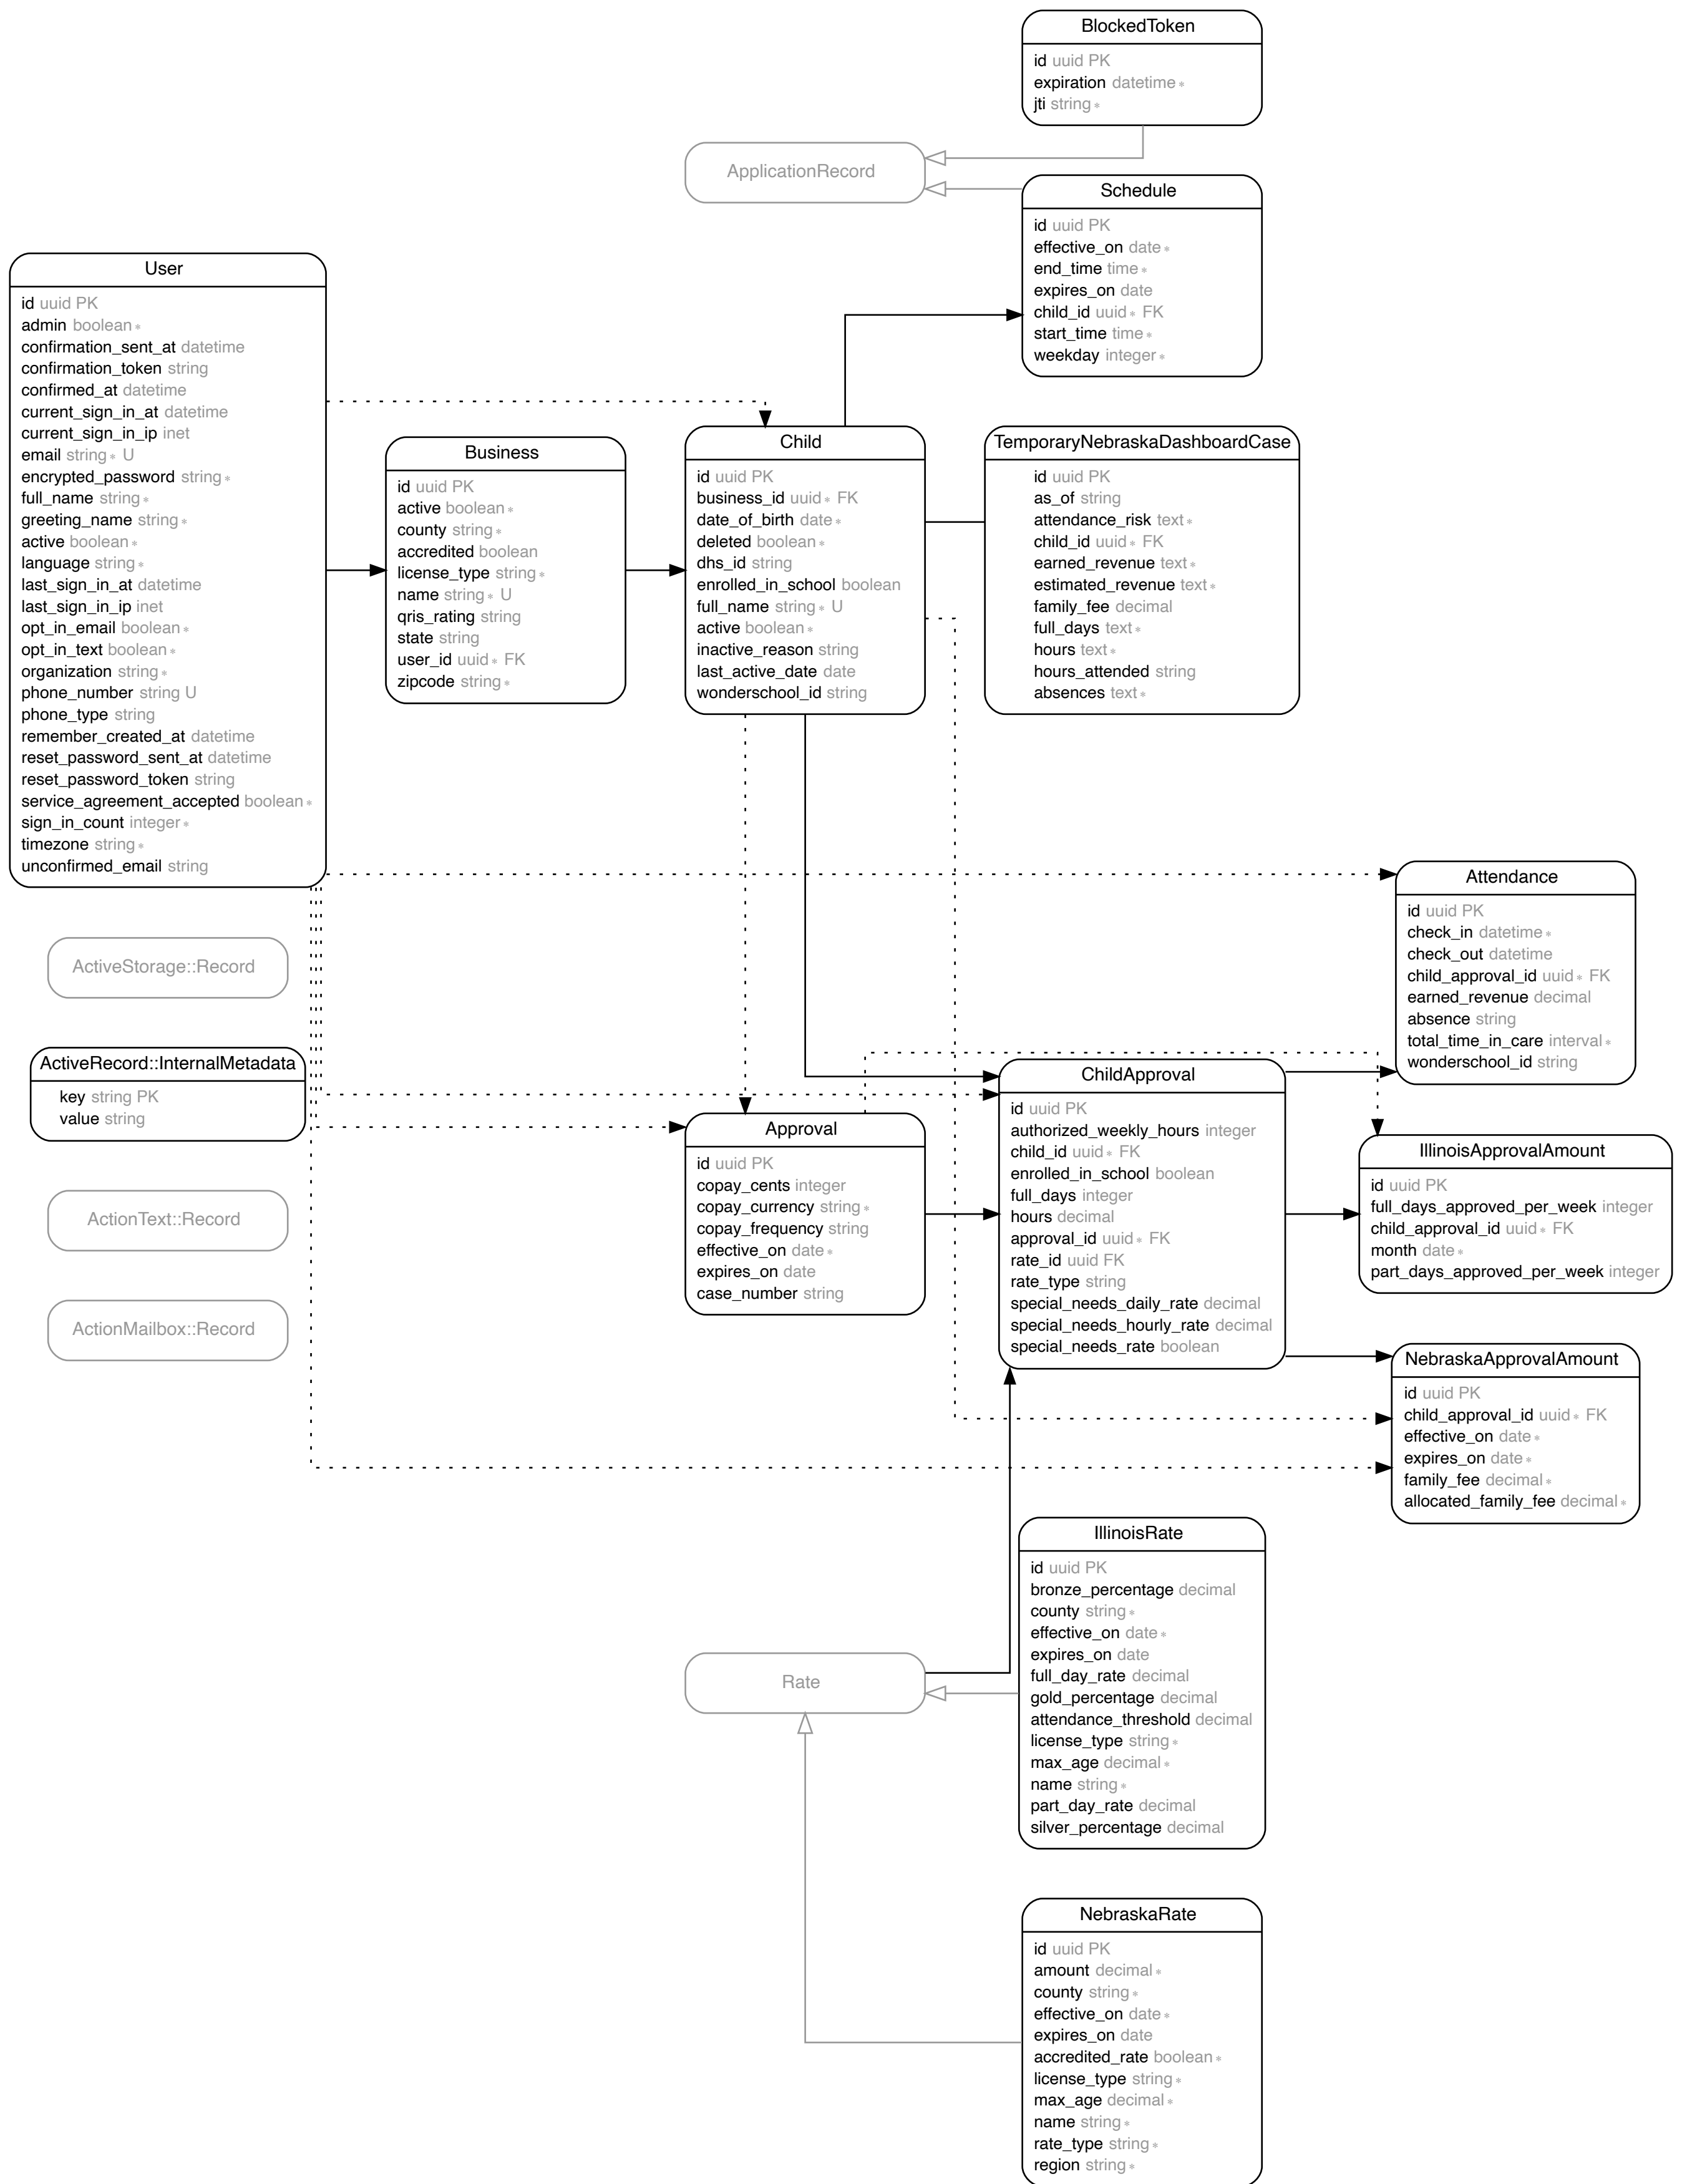 BlockedToken
id uuid PK
expiration datetime *
jti string *
ApplicationRecord
Schedule
id uuid PK
effective_on date *
end_time time *
expires_on date
child_id uuid * FK
start_time time *
weekday integer *
User
id uuid PK
admin boolean *
confirmation_sent_at datetime
confirmation_token string
confirmed_at datetime
current_sign_in_at datetime
current_sign_in_ip inet
email string * U
encrypted_password string *
full_name string *
greeting_name string *
active boolean *
language string *
last_sign_in_at datetime
last_sign_in_ip inet
opt_in_email boolean *
opt_in_text boolean *
organization string *
phone_number string U
phone_type string
remember_created_at datetime
reset_password_sent_at datetime
reset_password_token string
service_agreement_accepted boolean *
sign_in_count integer *
timezone string *
unconfirmed_email string
Business
id uuid PK
active boolean *
county string *
accredited boolean
license_type string *
name string * U
qris_rating string
state string
user_id uuid * FK
zipcode string *
Child
id uuid PK
business_id uuid * FK
date_of_birth date *
deleted boolean *
dhs_id string
enrolled_in_school boolean
full_name string * U
active boolean *
inactive_reason string
last_active_date date
wonderschool_id string
TemporaryNebraskaDashboardCase
id uuid PK
as_of string
attendance_risk text *
child_id uuid * FK
earned_revenue text *
estimated_revenue text *
family_fee decimal
full_days text *
hours text *
hours_attended string
absences text *
Attendance
id uuid PK
check_in datetime *
check_out datetime
child_approval_id uuid * FK
earned_revenue decimal
absence string
total_time_in_care interval *
wonderschool_id string
ActiveStorage::Record
ActiveRecord::InternalMetadata
key string PK
value string
ActionText::Record
ActionMailbox::Record
Approval
id uuid PK
copay_cents integer
copay_currency string *
copay_frequency string
effective_on date *
expires_on date
case_number string
ChildApproval
id uuid PK
authorized_weekly_hours integer
child_id uuid * FK
enrolled_in_school boolean
full_days integer
hours decimal
approval_id uuid * FK
rate_id uuid FK
rate_type string
special_needs_daily_rate decimal
special_needs_hourly_rate decimal
special_needs_rate boolean
IllinoisApprovalAmount
id uuid PK
full_days_approved_per_week integer
child_approval_id uuid * FK
month date *
part_days_approved_per_week integer
NebraskaApprovalAmount
id uuid PK
child_approval_id uuid * FK
effective_on date *
expires_on date *
family_fee decimal *
allocated_family_fee decimal *
IllinoisRate
id uuid PK
bronze_percentage decimal
county string *
effective_on date *
expires_on date
full_day_rate decimal
gold_percentage decimal
attendance_threshold decimal
license_type string *
max_age decimal *
name string *
part_day_rate decimal
silver_percentage decimal
Rate
NebraskaRate
id uuid PK
amount decimal *
county string *
effective_on date *
expires_on date
accredited_rate boolean *
license_type string *
max_age decimal *
name string *
rate_type string *
region string *